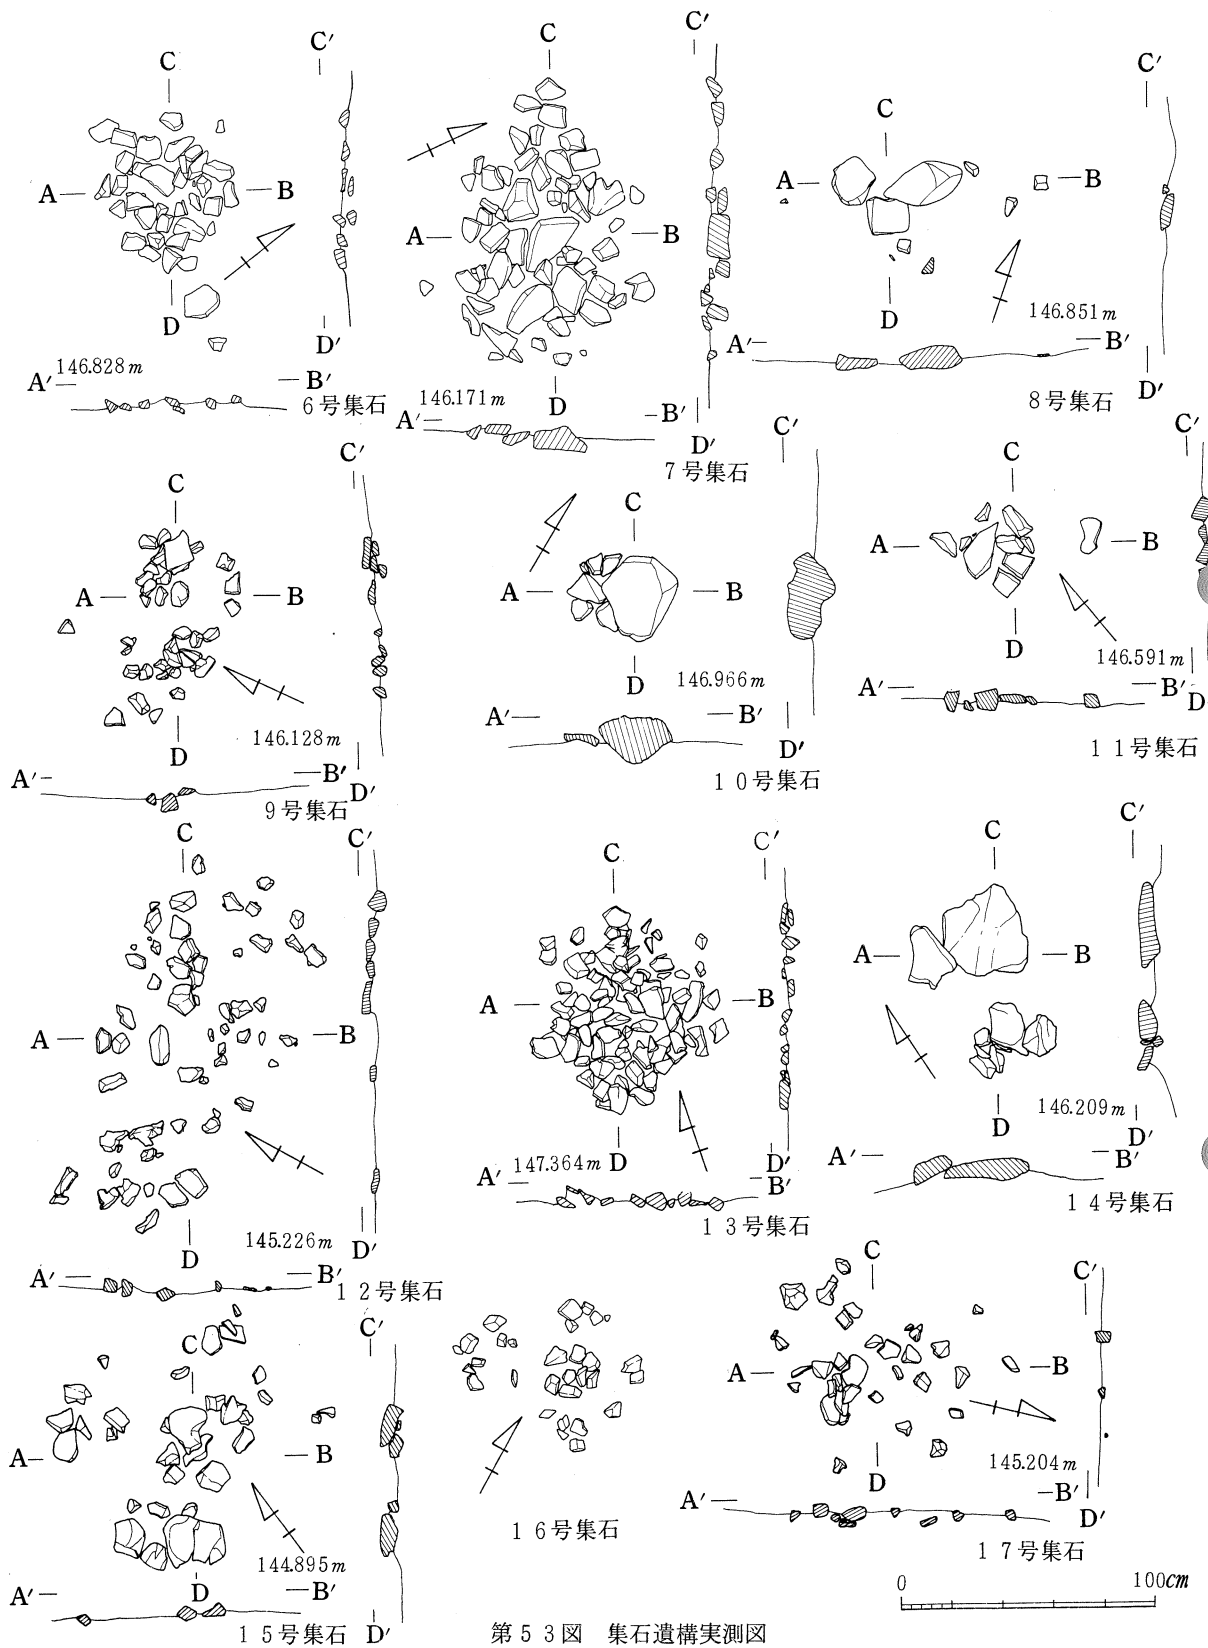 C
C′
A
B
D
D′
146.828m
A′
B′
6号集石
C
C′
A
B
D
146.171m
A′
B′
D′
7号集石
C
C′
A
B
D
146.851m
A′
B′
D′
8号集石
C
C′
A
B
D
146.128m
A′
B′
D′
9号集石
C
C′
A
B
D
146.966m
A′
B′
D′
10号集石
C
C′
A
B
D
146.591m
A′
B′
D
11号集石
C
C′
A
B
D
145.226m
D′
A′
B′
12号集石
C
C′
A
B
D
147.364m
D′
A′
B′
13号集石
C
C′
A
B
D
146.209m
D′
A′
B′
14号集石
C
C′
A
B
144.895m
D
A′
B′
15号集石
D′
16号集石
C
C′
A
B
D
145.204m
A′
B′
D′
17号集石
0
100cm
第53図 集石遺構実測図